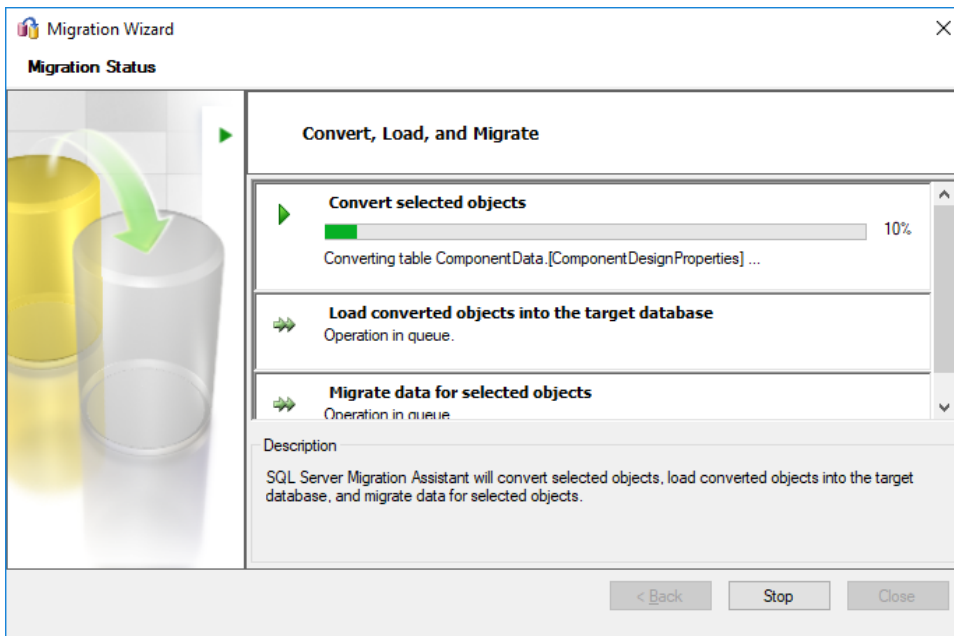 Migration Wizard
Migration Status
Convert, Load, and Migrate
Convert selected objects
10%
Converting table ComponentData.[ComponentDesignProperties] ...
Load converted objects into the target database
Operation in queue.
Migrate data for selected objects
Operation in queue
Description
SQL Server Migration Assistant will convert selected objects, load converted objects into the target
database, and migrate data for selected objects.
< Back Stop Close